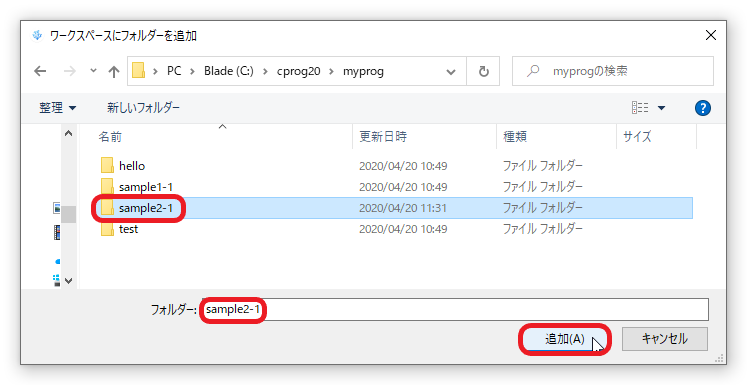 ワークスペースにフォルダーを追加
PC > Blade (C:) > cprog20 > myprog
myprogの検索
整理 新しいフォルダー
名前 更新日時 種類 サイズ
hello 2020/04/20 10:49 ファイル フォルダー
sample1-1 2020/04/20 10:49 ファイル フォルダー
sample2-1 2020/04/20 11:31 ファイル フォルダー
test 2020/04/20 10:49 ファイル フォルダー
フォルダー: sample2-1
追加(A) キャンセル